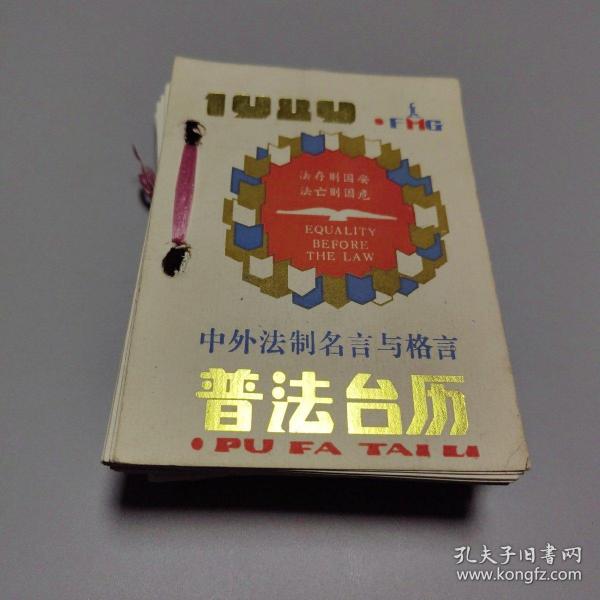 1989
·FMG
法存则国安
法亡则国危
EQUALITY
BEFORE
THE LAW
中外法制名言与格言
普法台历
·PU FA TAI LI
孔夫子旧书网
www.kongfz.com